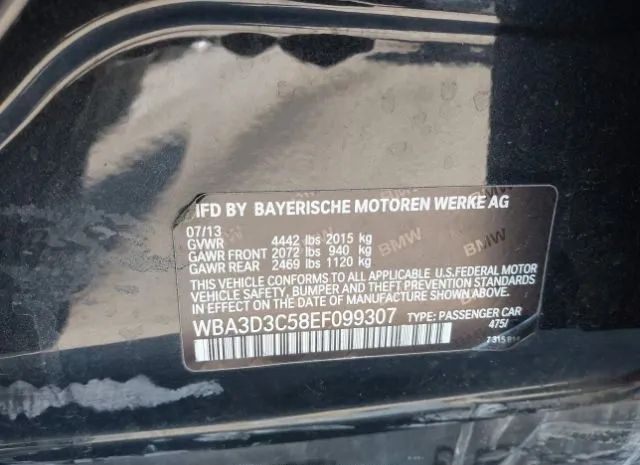 IFD BY BAYERISCHE MOTOREN WERKE AG
07/13
GVWR 4442 lbs 2015 kg
GAWR FRONT 2072 lbs 940 kg
GAWR REAR 2469 lbs 1120 kg
THIS VEHICLE CONFORMS TO ALL APPLICABLE U.S.FEDERAL MOTOR
VEHICLE SAFETY, BUMPER AND THEFT PREVENTION STANDARDS
IN EFFECT ON THE DATE OF MANUFACTURE SHOWN ABOVE.
WBA3D3C58EF099307 TYPE: PASSENGER CAR
475/
BMW